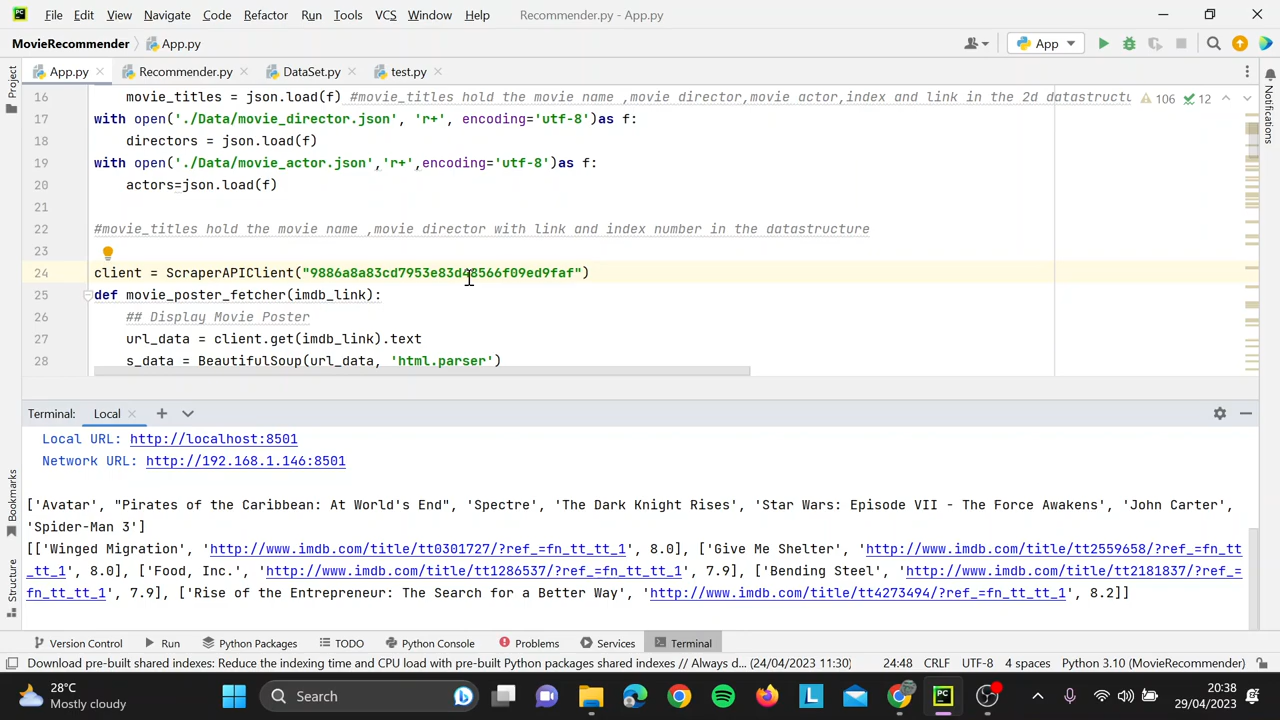 File Edit View Navigate Code Refactor Run Tools VCS Window Help Recommender.py - App.py
MovieRecommender App.py App
App.py Recommender.py DataSet.py test.py
Project
Notifications
106 12
16 movie_titles = json.load(f) #movie_titles hold the movie name ,movie director,movie actor,index and link in the 2d datastructu
17 with open('./Data/movie_director.json', 'r+', encoding='utf-8')as f:
18 directors = json.load(f)
19 with open('./Data/movie_actor.json','r+',encoding='utf-8')as f:
20 actors=json.load(f)
21
22 #movie_titles hold the movie name ,movie director with link and index number in the datastructure
23
24 client = ScraperAPIClient("9886a8a83cd7953e83d48566f09ed9faf")
25 def movie_poster_fetcher(imdb_link):
26 ## Display Movie Poster
27 url_data = client.get(imdb_link).text
28 s_data = BeautifulSoup(url_data, 'html.parser')
Terminal: Local
Local URL: http://localhost:8501
Network URL: http://192.168.1.146:8501
['Avatar', "Pirates of the Caribbean: At World's End", 'Spectre', 'The Dark Knight Rises', 'Star Wars: Episode VII - The Force Awakens', 'John Carter',
'Spider-Man 3']
[['Winged Migration', 'http://www.imdb.com/title/tt0301727/?ref_=fn_tt_tt_1', 8.0], ['Give Me Shelter', 'http://www.imdb.com/title/tt2559658/?ref_=fn_tt
_tt_1', 8.0], ['Food, Inc.', 'http://www.imdb.com/title/tt1286537/?ref_=fn_tt_tt_1', 7.9], ['Bending Steel', 'http://www.imdb.com/title/tt2181837/?ref_=
fn_tt_tt_1', 7.9], ['Rise of the Entrepreneur: The Search for a Better Way', 'http://www.imdb.com/title/tt4273494/?ref_=fn_tt_tt_1', 8.2]]
Bookmarks
Structure
Version Control Run Python Packages TODO Python Console Problems Services Terminal
Download pre-built shared indexes: Reduce the indexing time and CPU load with pre-built Python packages shared indexes // Always d... (24/04/2023 11:30) 24:48 CRLF UTF-8 4 spaces Python 3.10 (MovieRecommender)
28°C
Mostly cloudy
Search
20:38
29/04/2023